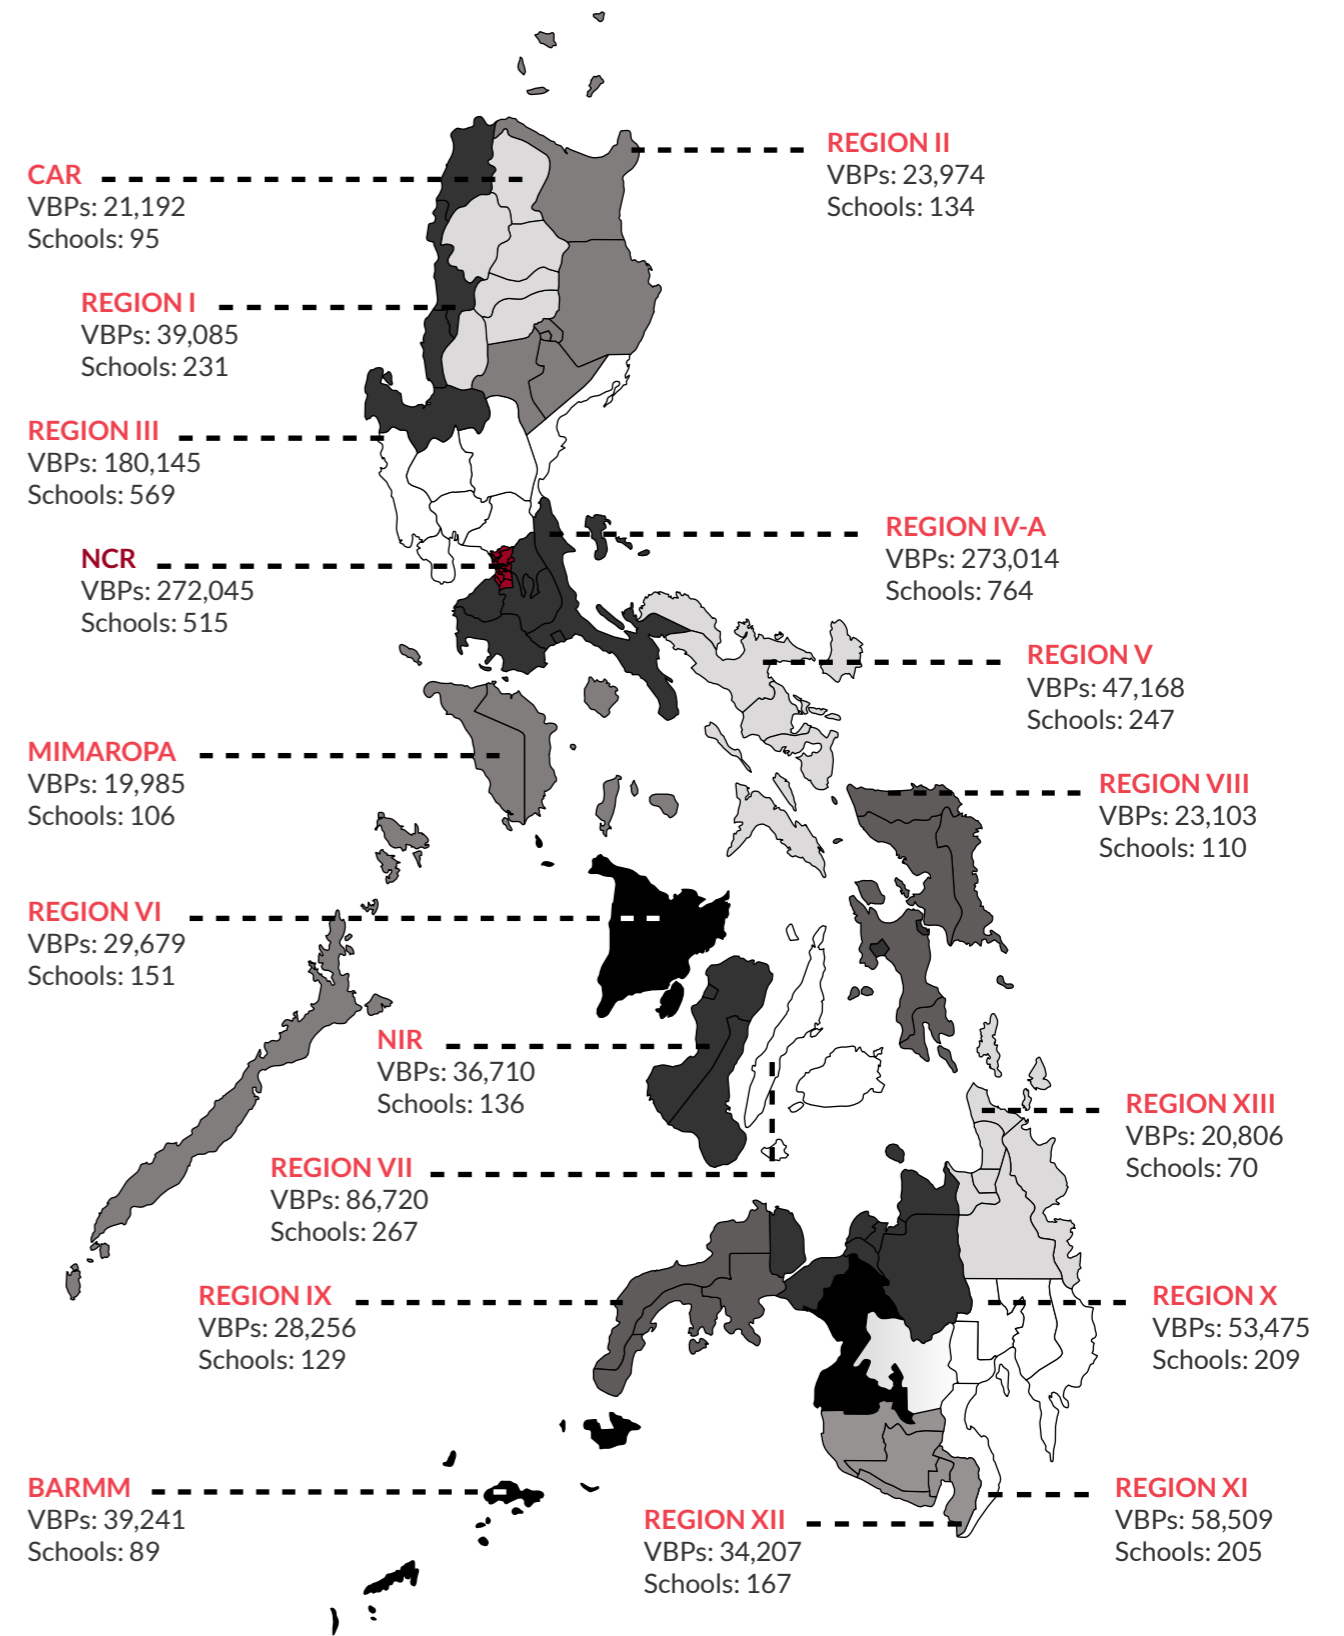 CAR
VBPs: 21,192
Schools: 95
REGION II
VBPs: 23,974
Schools: 134
REGION I
VBPs: 39,085
Schools: 231
REGION III
VBPs: 180,145
Schools: 569
NCR
VBPs: 272,045
Schools: 515
REGION IV-A
VBPs: 273,014
Schools: 764
REGION V
VBPs: 47,168
Schools: 247
MIMAROPA
VBPs: 19,985
Schools: 106
REGION VIII
VBPs: 23,103
Schools: 110
REGION VI
VBPs: 29,679
Schools: 151
NIR
VBPs: 36,710
Schools: 136
REGION XIII
VBPs: 20,806
Schools: 70
REGION VII
VBPs: 86,720
Schools: 267
REGION IX
VBPs: 28,256
Schools: 129
REGION X
VBPs: 53,475
Schools: 209
BARMM
VBPs: 39,241
Schools: 89
REGION XI
VBPs: 58,509
Schools: 205
REGION XII
VBPs: 34,207
Schools: 167